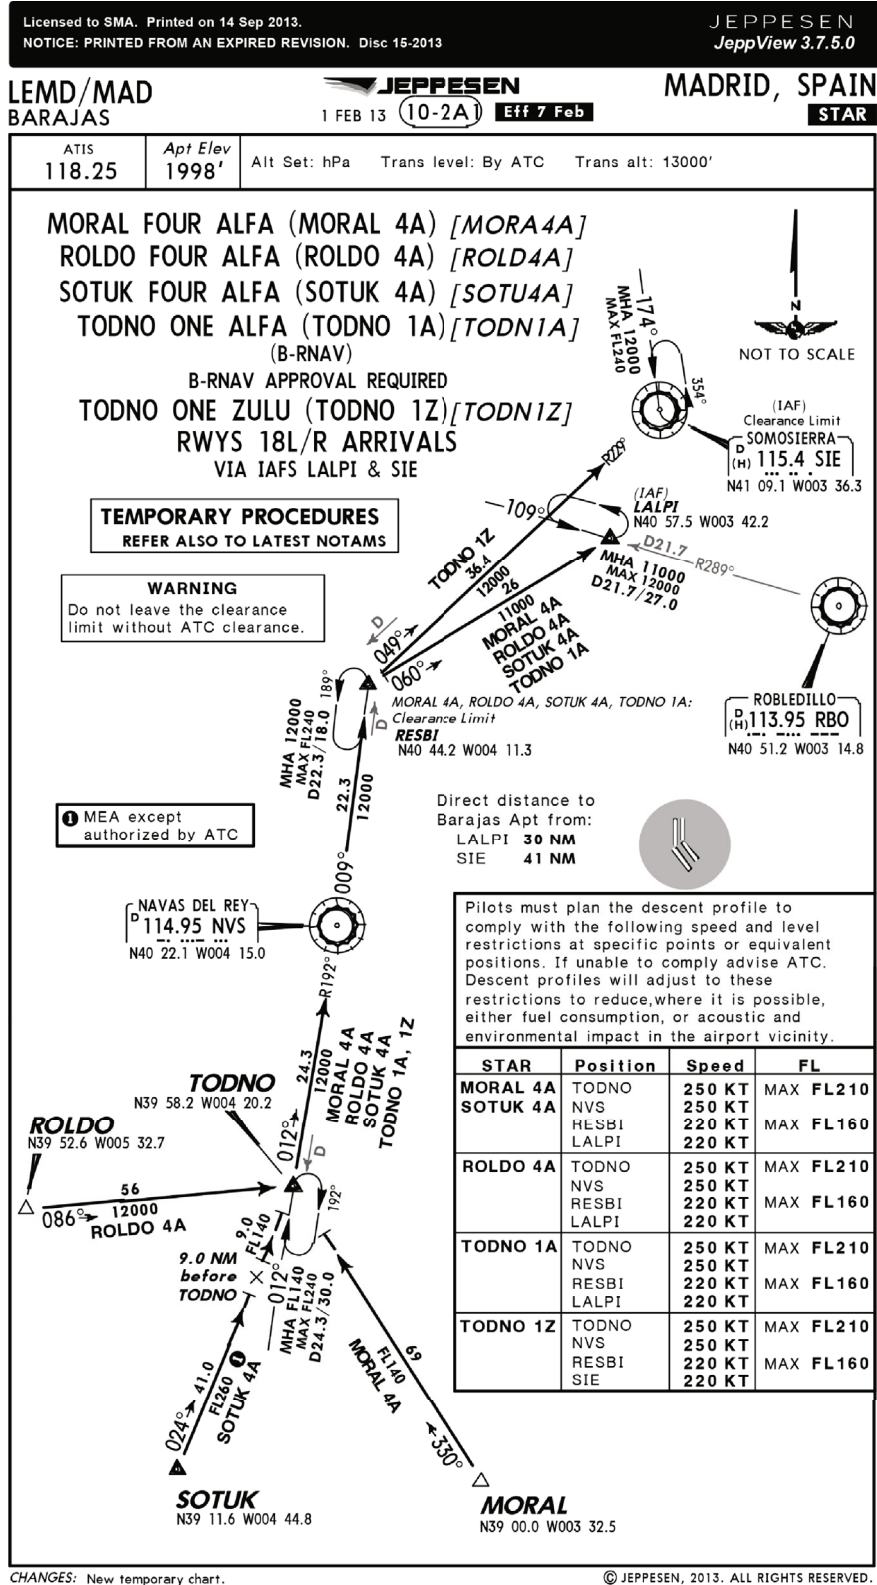 Licensed to SMA. Printed on 14 Sep 2013.
NOTICE: PRINTED FROM AN EXPIRED REVISION. Disc 15-2013
JEPPESEN
JeppView 3.7.5.0
LEMD/MAD
BARAJAS
JEPPESEN
1 FEB 13 10-2A1 Eff 7 Feb
MADRID, SPAIN
STAR
ATIS
118.25
Apt Elev
1998'
Alt Set: hPa Trans level: By ATC Trans alt: 13000'
MORAL FOUR ALFA (MORAL 4A) [MORA4A]
ROLDO FOUR ALFA (ROLDO 4A) [ROLD4A]
SOTUK FOUR ALFA (SOTUK 4A) [SOTU4A]
TODNO ONE ALFA (TODNO 1A) [TODN1A]
(B-RNAV)
B-RNAV APPROVAL REQUIRED
TODNO ONE ZULU (TODNO 1Z) [TODN1Z]
RWYS 18L/R ARRIVALS
VIA IAFS LALPI & SIE
TEMPORARY PROCEDURES
REFER ALSO TO LATEST NOTAMS
WARNING
Do not leave the clearance
limit without ATC clearance.
N
NOT TO SCALE
174°
MHA 12000
MAX FL240
354°
(IAF)
Clearance Limit
SOMOSIERRA
D
(H) 115.4 SIE
N41 09.1 W003 36.3
R229°
109°
(IAF)
LALPI
N40 57.5 W003 42.2
D21.7
R289°
MHA 11000
MAX 12000
D21.7/27.0
TODNO 1Z
36.4
12000
26
11000
MORAL 4A
ROLDO 4A
SOTUK 4A
TODNO 1A
D
049°
060°
ROBLEDILLO
D
(H) 113.95 RBO
N40 51.2 W003 14.8
189°
MHA 12000
MAX FL240
D22.3/18.0
D
MORAL 4A, ROLDO 4A, SOTUK 4A, TODNO 1A:
Clearance Limit
RESBI
N40 44.2 W004 11.3
22.3
12000
009°
1 MEA except
authorized by ATC
Direct distance to
Barajas Apt from:
LALPI 30 NM
SIE 41 NM
NAVAS DEL REY
D 114.95 NVS
N40 22.1 W004 15.0
R192°
24.3
12000
MORAL 4A
ROLDO 4A
SOTUK 4A
TODNO 1A, 1Z
012°
D
TODNO
N39 58.2 W004 20.2
ROLDO
N39 52.6 W005 32.7
56
086° 12000
ROLDO 4A
192°
9.0
FL140
9.0 NM
before
TODNO
012°
MHA FL140
MAX FL240
D24.3/30.0
41.0
024°
FL260 1
SOTUK 4A
69
FL140
MORAL 4A
330°
SOTUK
N39 11.6 W004 44.8
MORAL
N39 00.0 W003 32.5
Pilots must plan the descent profile to
comply with the following speed and level
restrictions at specific points or equivalent
positions. If unable to comply advise ATC.
Descent profiles will adjust to these
restrictions to reduce,where it is possible,
either fuel consumption, or acoustic and
environmental impact in the airport vicinity.
STAR Position Speed FL
MORAL 4A TODNO 250 KT MAX FL210
SOTUK 4A NVS 250 KT
RESBI 220 KT MAX FL160
LALPI 220 KT
ROLDO 4A TODNO 250 KT MAX FL210
NVS 250 KT
RESBI 220 KT MAX FL160
LALPI 220 KT
TODNO 1A TODNO 250 KT MAX FL210
NVS 250 KT
RESBI 220 KT MAX FL160
LALPI 220 KT
TODNO 1Z TODNO 250 KT MAX FL210
NVS 250 KT
RESBI 220 KT MAX FL160
SIE 220 KT
CHANGES: New temporary chart.
© JEPPESEN, 2013. ALL RIGHTS RESERVED.